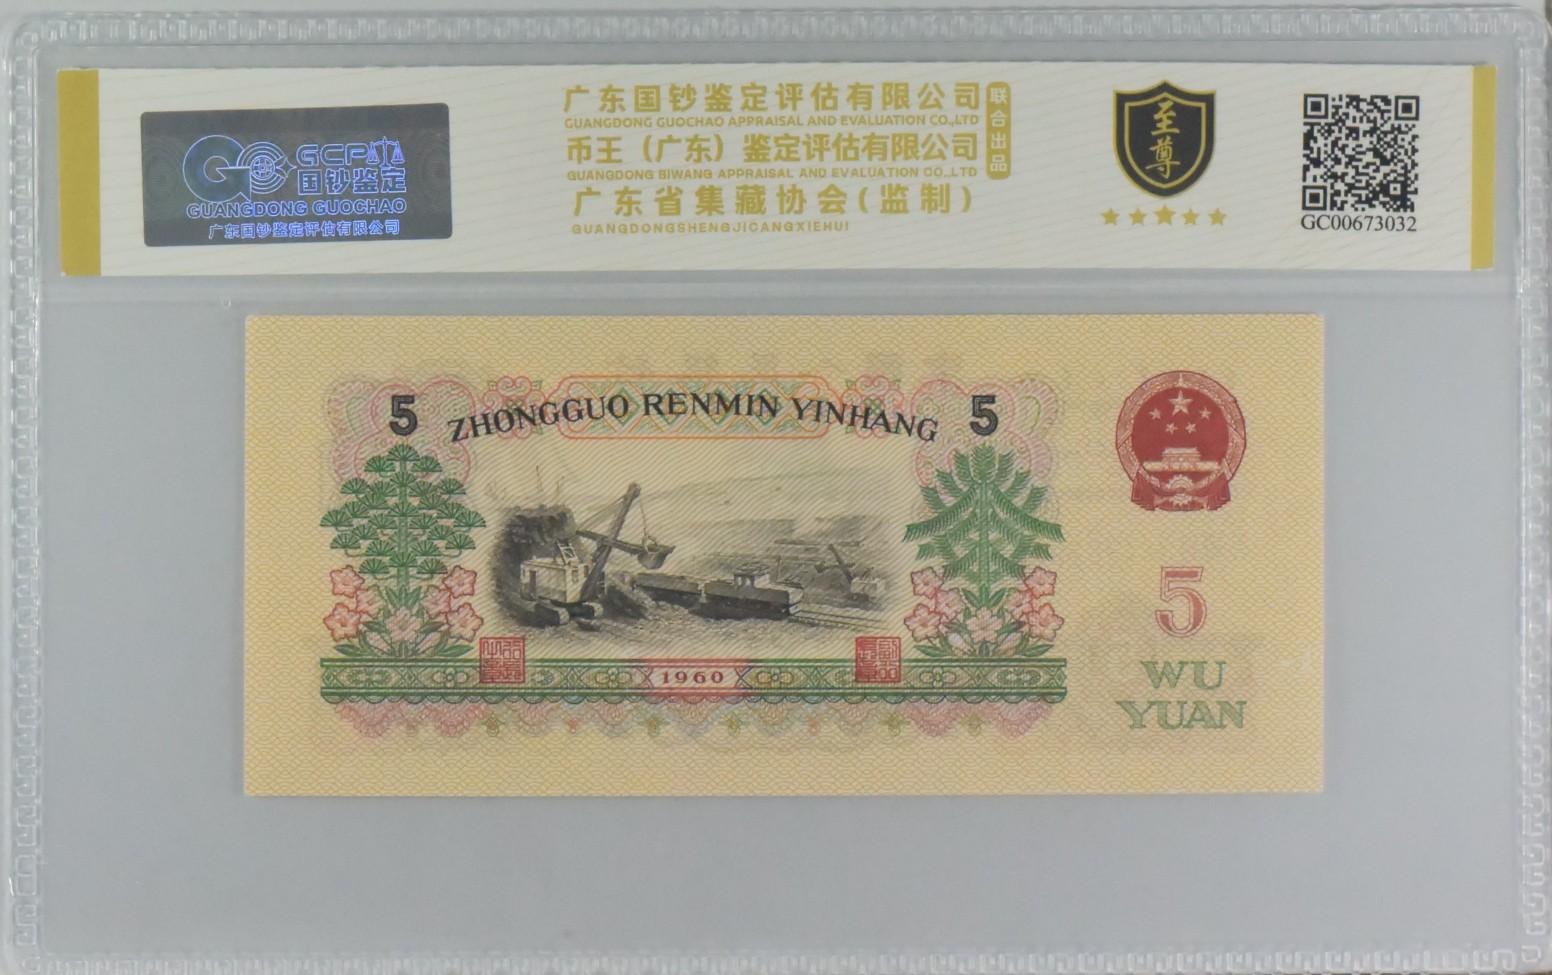 GCP
国钞鉴定
GUANGDONG GUOCHAO
广东国钞鉴定评估有限公司
广东国钞鉴定评估有限公司
GUANGDONG GUOCHAO APPRAISAL AND EVALUATION CO.,LTD
币王（广东）鉴定评估有限公司
GUANGDONG BIWANG APPRAISAL AND EVALUATION CO.,LTD
联合出品
广东省集藏协会(监制)
GUANGDONGSHENGJICANGXIEHUI
至尊
GC00673032
5 ZHONGGUO RENMIN YINHANG 5
1960
5
WU
YUAN